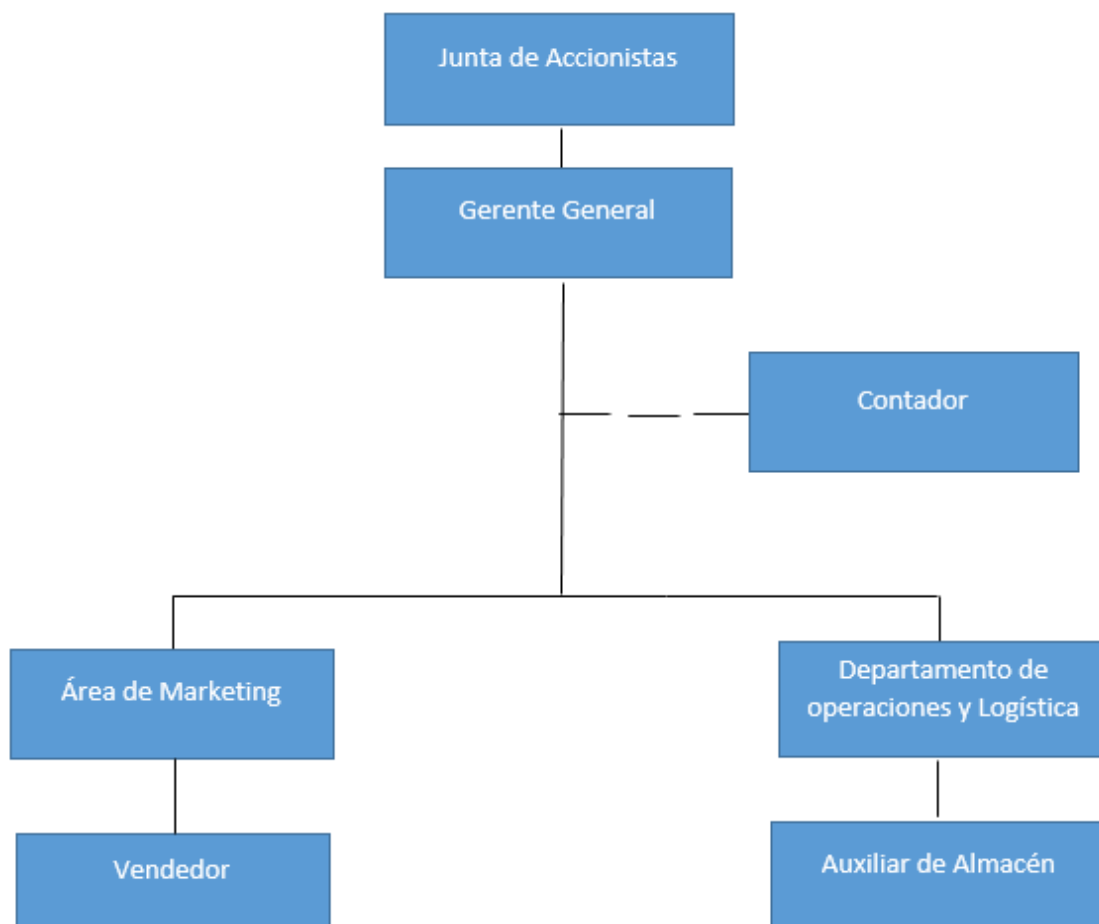 Junta de Accionistas
Gerente General
Contador
Área de Marketing
Departamento de
operaciones y Logística
Vendedor
Auxiliar de Almacén